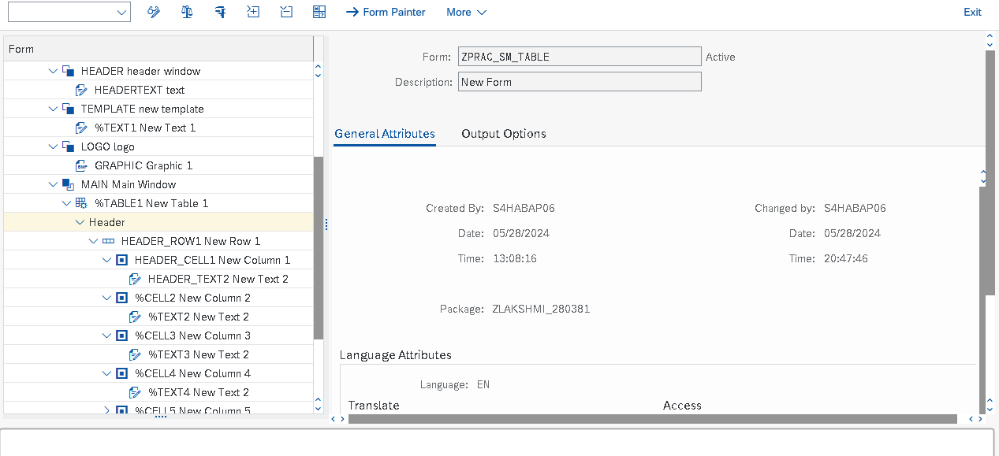 Form Painter
More
Exit
Form
HEADER header window
HEADERTEXT text
TEMPLATE new template
%TEXT1 New Text 1
LOGO logo
BMP
GRAPHIC Graphic 1
MAIN Main Window
%TABLE1 New Table 1
Header
HEADER_ROW1 New Row 1
HEADER_CELL1 New Column 1
HEADER_TEXT2 New Text 2
%CELL2 New Column 2
%TEXT2 New Text 2
%CELL3 New Column 3
%TEXT3 New Text 2
%CELL4 New Column 4
%TEXT4 New Text 2
%CELL5 New Column 5
Form: ZPRAC_SM_TABLE Active
Description: New Form
General Attributes Output Options
Created By: S4HABAP06 Changed by: S4HABAP06
Date: 05/28/2024 Date: 05/28/2024
Time: 13:08:16 Time: 20:47:46
Package: ZLAKSHMI_280381
Language Attributes
Language: EN
Translate Access